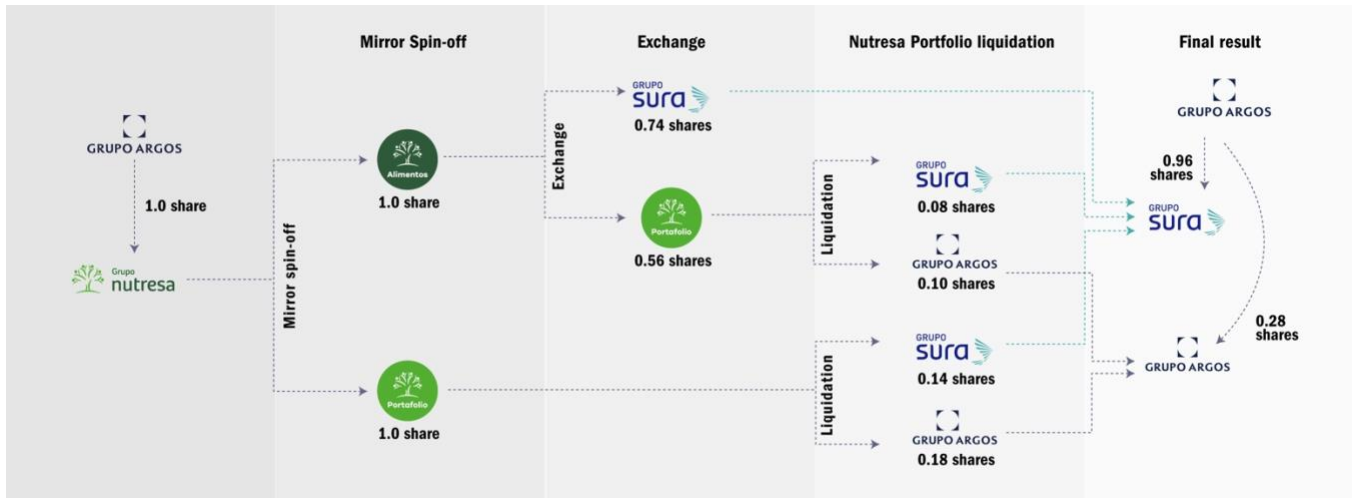 Mirror Spin-off
Exchange
Nutresa Portfolio liquidation
Final result
GRUPO ARGOS
1.0 share
Grupo
nutresa
Mirror spin-off
Alimentos
1.0 share
Portafolio
1.0 share
Exchange
GRUPO
sura
0.74 shares
Portafolio
0.56 shares
Liquidation
GRUPO
sura
0.08 shares
GRUPO ARGOS
0.10 shares
Liquidation
GRUPO
sura
0.14 shares
GRUPO ARGOS
0.18 shares
GRUPO ARGOS
0.96
shares
GRUPO
sura
0.28
shares
GRUPO ARGOS